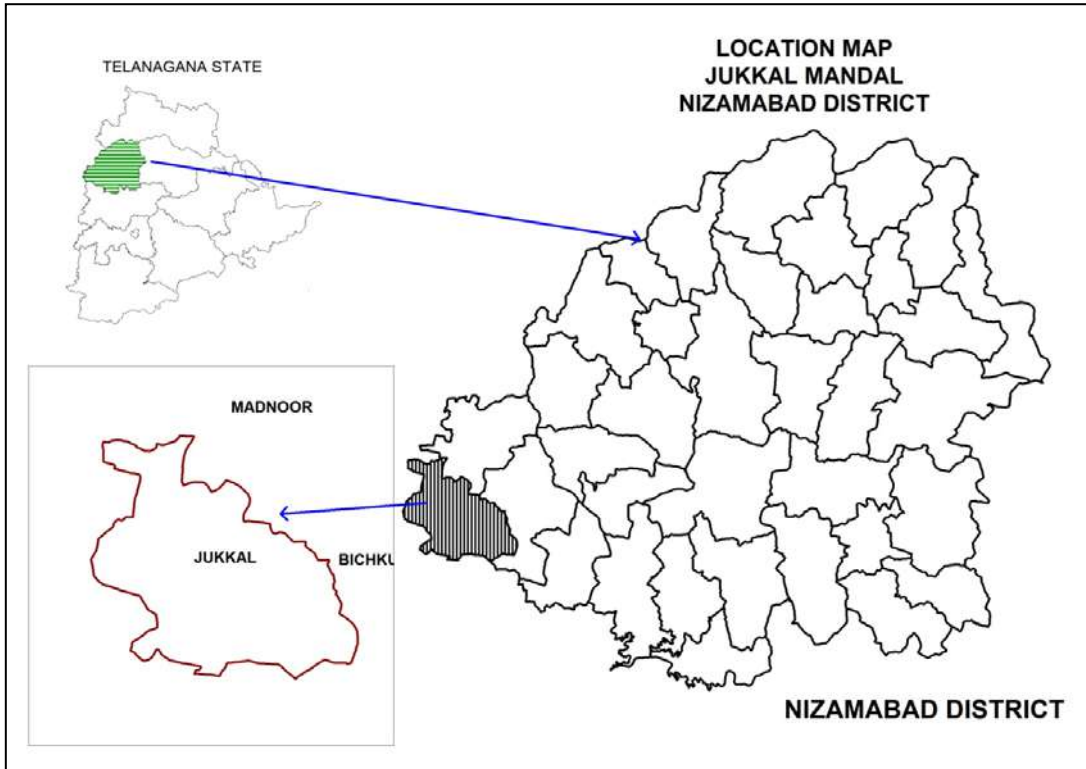 TELANAGANA STATE
LOCATION MAP
JUKKAL MANDAL
NIZAMABAD DISTRICT
MADNOOR
JUKKAL
BICHKU
NIZAMABAD DISTRICT